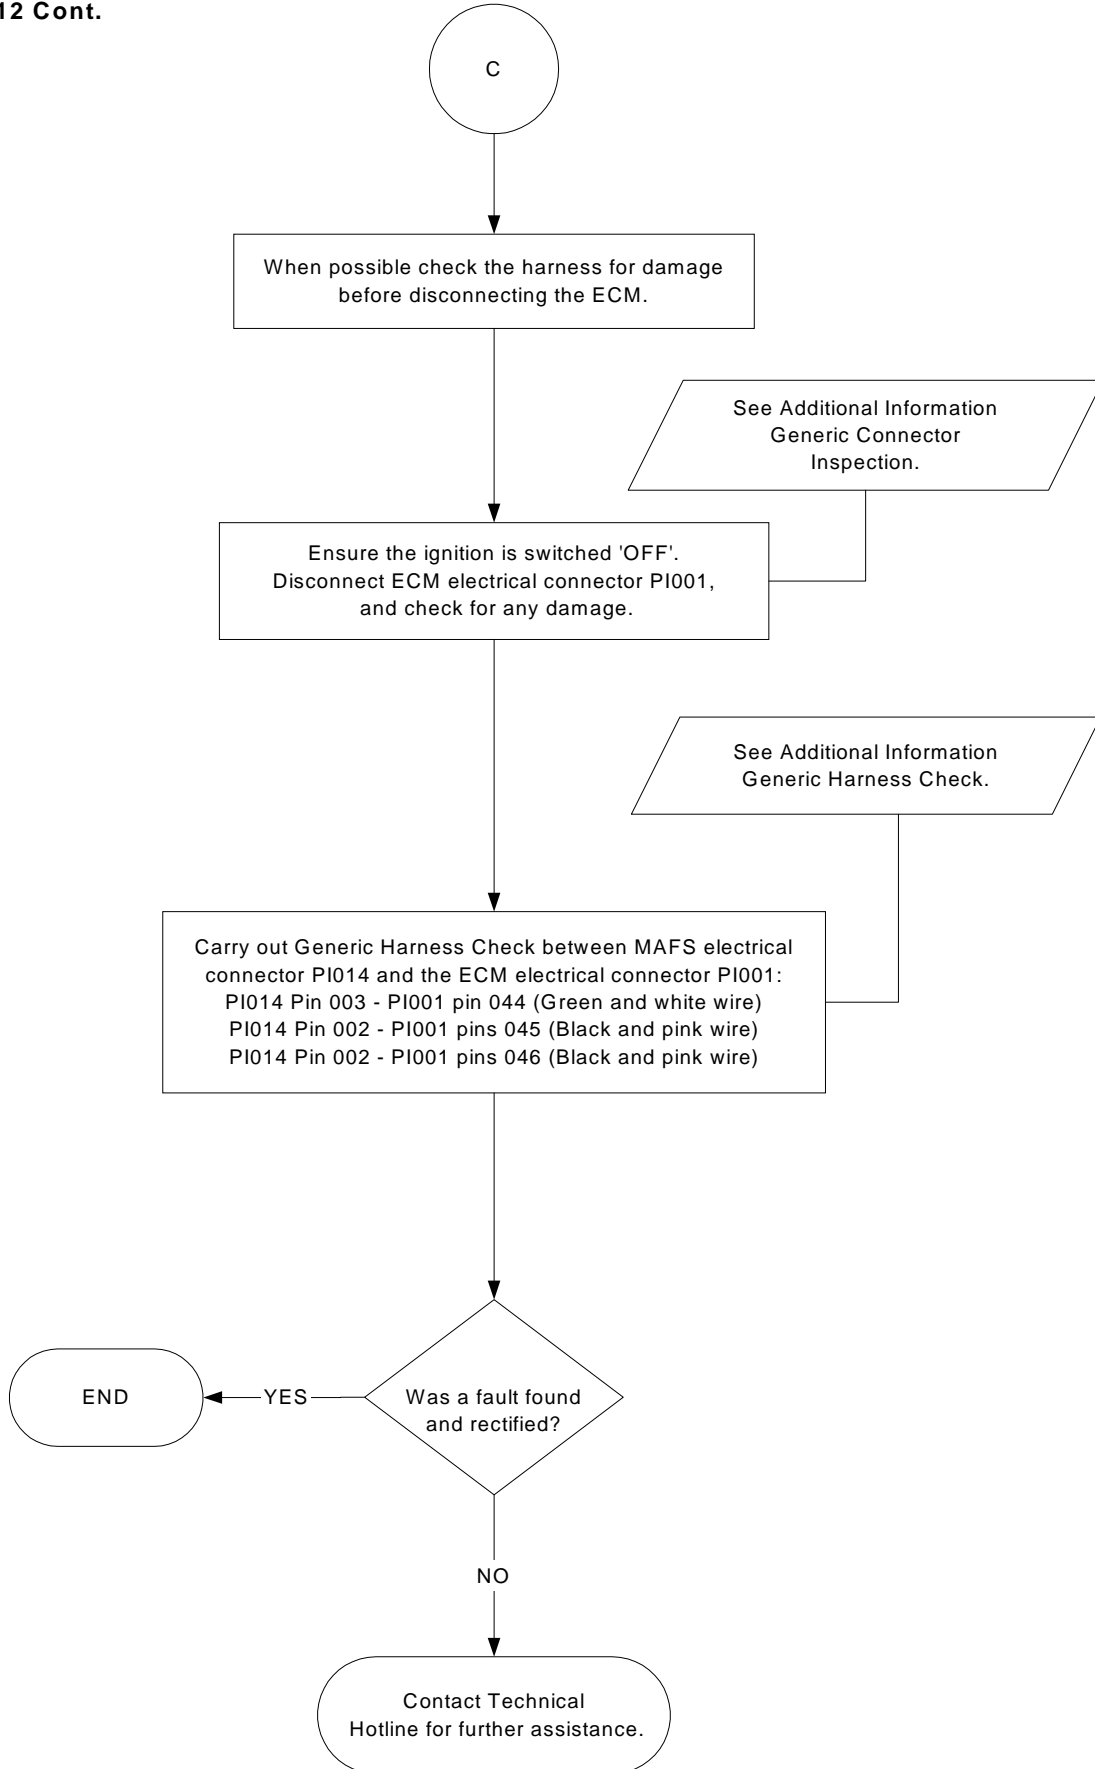 12 Cont.
C
When possible check the harness for damage
before disconnecting the ECM.
See Additional Information
Generic Connector
Inspection.
Ensure the ignition is switched 'OFF'.
Disconnect ECM electrical connector PI001,
and check for any damage.
See Additional Information
Generic Harness Check.
Carry out Generic Harness Check between MAFS electrical
connector PI014 and the ECM electrical connector PI001:
PI014 Pin 003 - PI001 pin 044 (Green and white wire)
PI014 Pin 002 - PI001 pins 045 (Black and pink wire)
PI014 Pin 002 - PI001 pins 046 (Black and pink wire)
Was a fault found
and rectified?
YES
END
NO
Contact Technical
Hotline for further assistance.